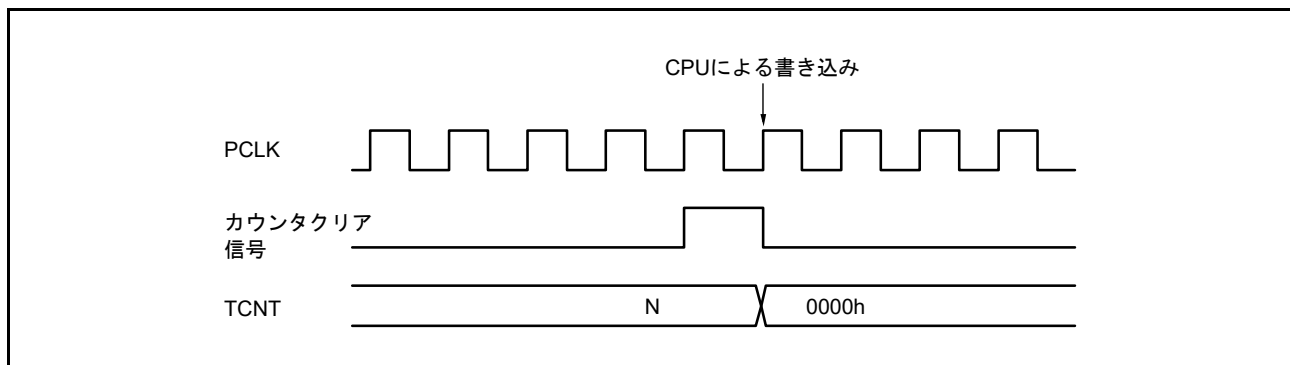 CPUによる書き込み
PCLK
カウンタクリア
信号
TCNT
N
0000h